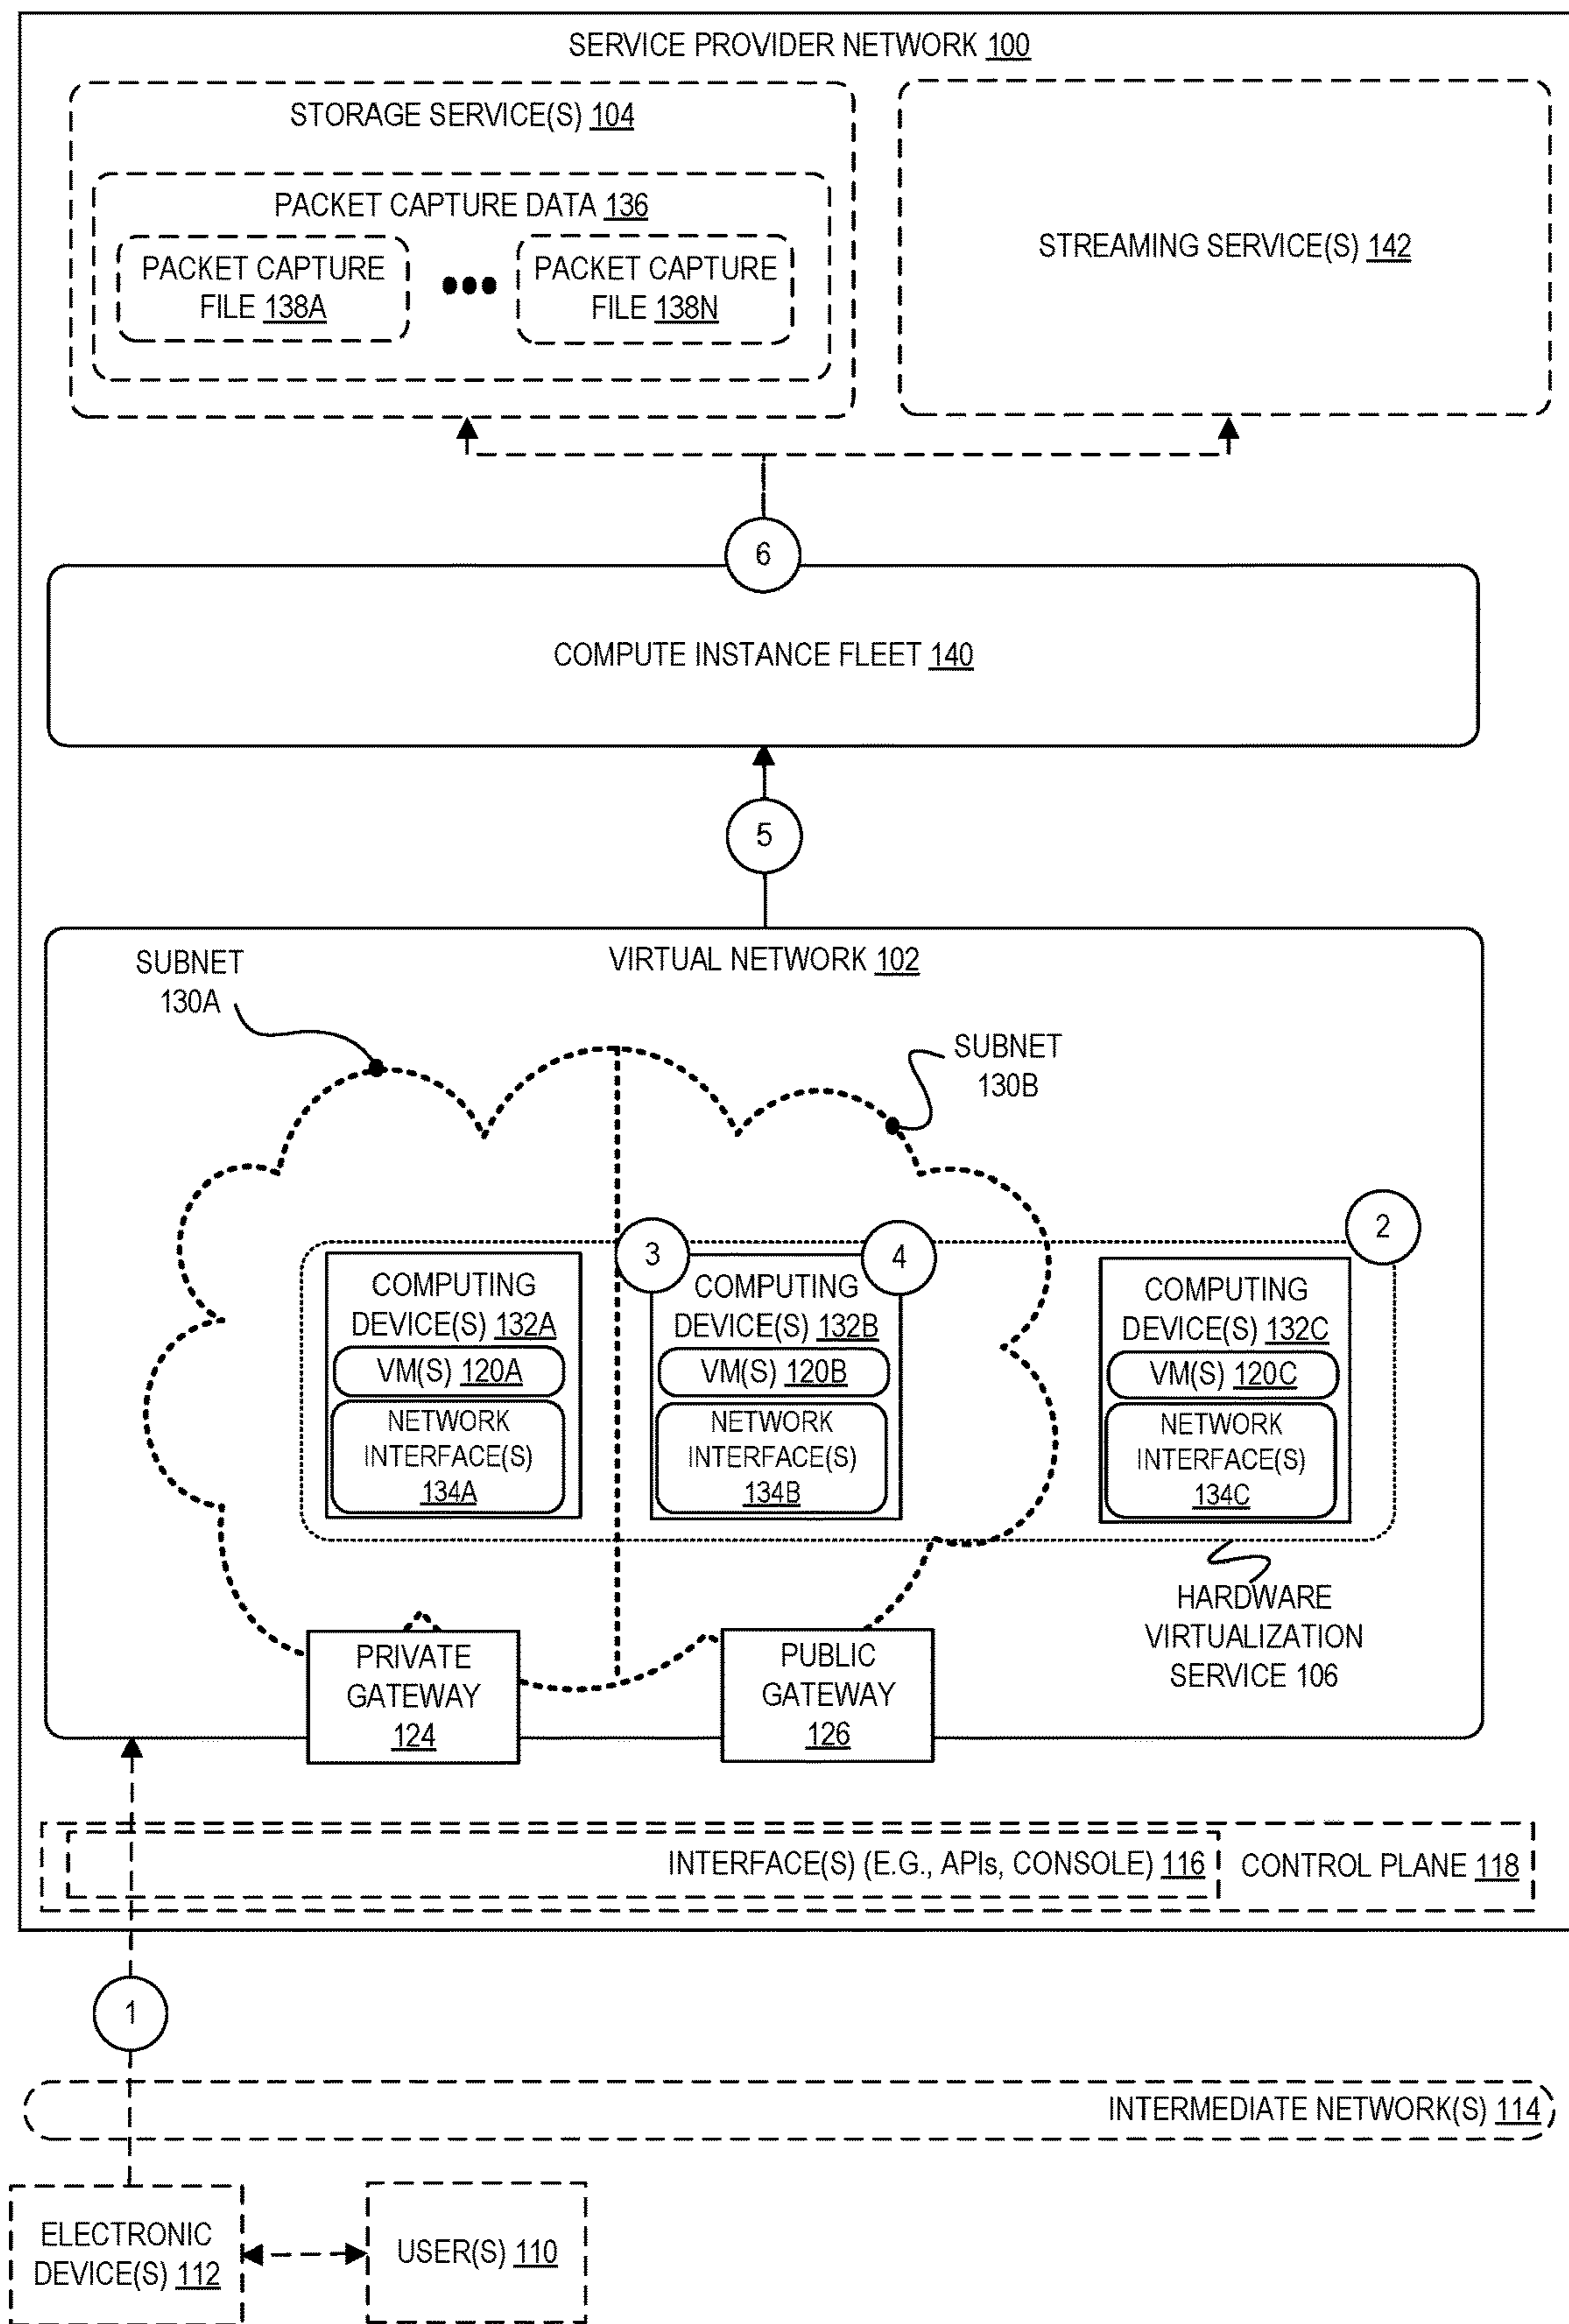 SERVICE PROVIDER NETWORK 100
STORAGE SERVICE(S) 104
PACKET CAPTURE DATA 136
PACKET CAPTURE
FILE 138A
PACKET CAPTURE
FILE 138N
STREAMING SERVICE(S) 142
6
COMPUTE INSTANCE FLEET 140
5
VIRTUAL NETWORK 102
SUBNET
130A
SUBNET
130B
2
3
4
COMPUTING
DEVICE(S) 132A
VM(S) 120A
NETWORK
INTERFACE(S)
134A
COMPUTING
DEVICE(S) 132B
VM(S) 120B
NETWORK
INTERFACE(S)
134B
COMPUTING
DEVICE(S) 132C
VM(S) 120C
NETWORK
INTERFACE(S)
134C
HARDWARE
VIRTUALIZATION
SERVICE 106
PRIVATE
GATEWAY
124
PUBLIC
GATEWAY
126
INTERFACE(S) (E.G., APIs, CONSOLE) 116
CONTROL PLANE 118
1
INTERMEDIATE NETWORK(S) 114
ELECTRONIC
DEVICE(S) 112
USER(S) 110